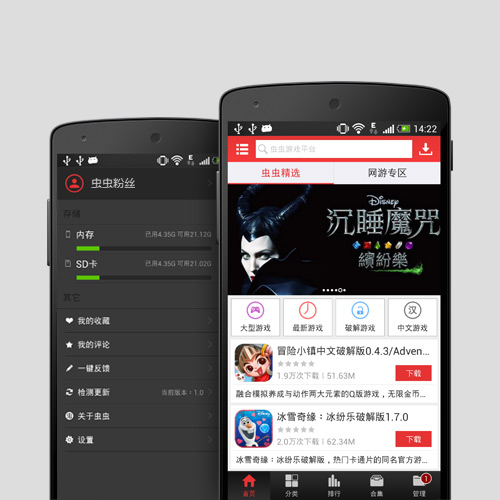 虫虫粉丝
存储
内存
已用4.35G 可用21.12G
SD卡
已用4.35G 可用21.02G
其它
我的收藏
我的评论
一键反馈
检测更新
当前版本：1.0
关于虫虫
设置
E
14:22
虫虫游戏平台
虫虫精选
网游专区
Disney
沉睡魔咒
繽紛樂
大型游戏
最新游戏
破解游戏
汉
中文游戏
冒险小镇中文破解版0.4.3/Adven...
1.9万次下载 | 51.63M
下载
融合模拟养成与动作两大元素的Q版游戏，无限金币...
冰雪奇缘：冰纷乐破解版1.7.0
2.0万次下载 | 62.34M
下载
冰雪奇缘：冰纷乐破解版，热门卡通片的同名官方游...
首页
分类
排行
合集
管理
1